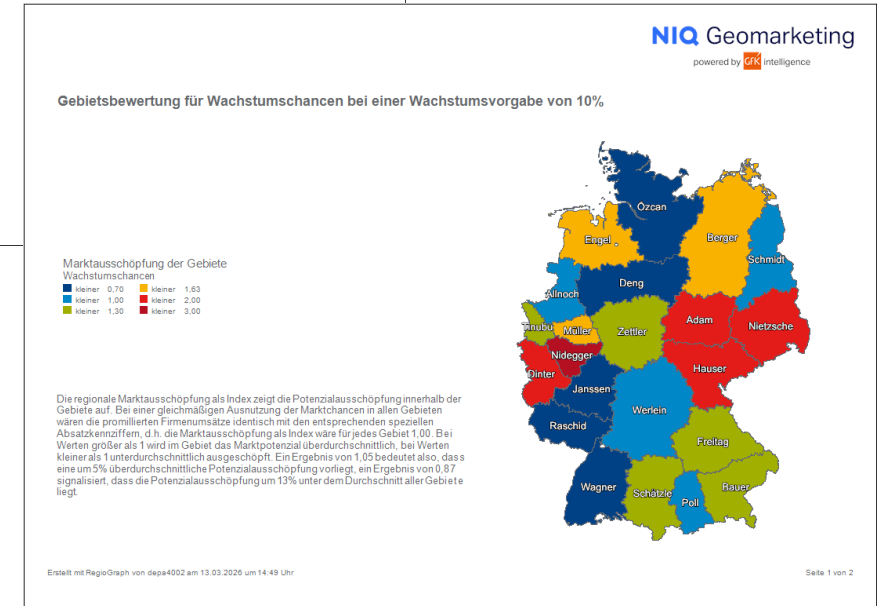 NIQ Geomarketing
powered by GfK intelligence
Gebietsbewertung für Wachstumschancen bei einer Wachstumsvorgabe von 10%
Özcan
Engel
Berger
Schmidt
Deng
Allnoch
Adam
Nietzsche
Tinubu
Müller
Zettler
Nidegger
Hauser
Dinter
Janssen
Werlein
Raschid
Freitag
Wagner
Schätzle
Poll
Bauer
Marktausschöpfung der Gebiete
Wachstumschancen
kleiner 0,70 kleiner 1,63
kleiner 1,00 kleiner 2,00
kleiner 1,30 kleiner 3,00
Die regionale Marktausschöpfung als Index zeigt die Potenzialausschöpfung innerhalb der
Gebiete auf. Bei einer gleichmäßigen Ausnutzung der Marktchancen in allen Gebieten
wären die promillierten Firmenumsätze identisch mit den entsprechenden speziellen
Absatzkennziffern, d.h. die Marktausschöpfung als Index wäre für jedes Gebiet 1,00. Bei
Werten größer als 1 wird im Gebiet das Marktpotenzial überdurchschnittlich, bei Werten
kleiner als 1 unterdurchschnittlich ausgeschöpft. Ein Ergebnis von 1,05 bedeutet also, dass
eine um 5% überdurchschnittliche Potenzialausschöpfung vorliegt, ein Ergebnis von 0,87
signalisiert, dass die Potenzialausschöpfung um 13% unter dem Durchschnitt aller Gebiete
liegt.
Erstellt mit RegioGraph von depa4002 am 13.03.2026 um 14:49 Uhr
Seite 1 von 2